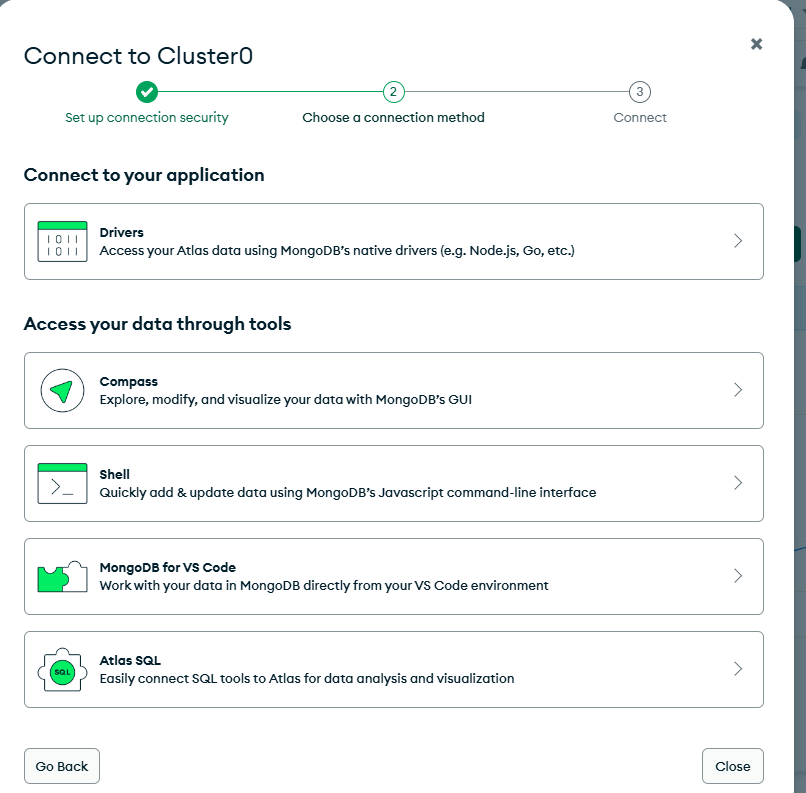 Connect to Cluster0
2
3
Set up connection security
Choose a connection method
Connect
Connect to your application
1011
1011
Drivers
Access your Atlas data using MongoDB's native drivers (e.g. Node.js, Go, etc.)
Access your data through tools
Compass
Explore, modify, and visualize your data with MongoDB's GUI
Shell
Quickly add & update data using MongoDB's Javascript command-line interface
>_
MongoDB for VS Code
Work with your data in MongoDB directly from your VS Code environment
Atlas SQL
SQL
Easily connect SQL tools to Atlas for data analysis and visualization
Go Back
Close